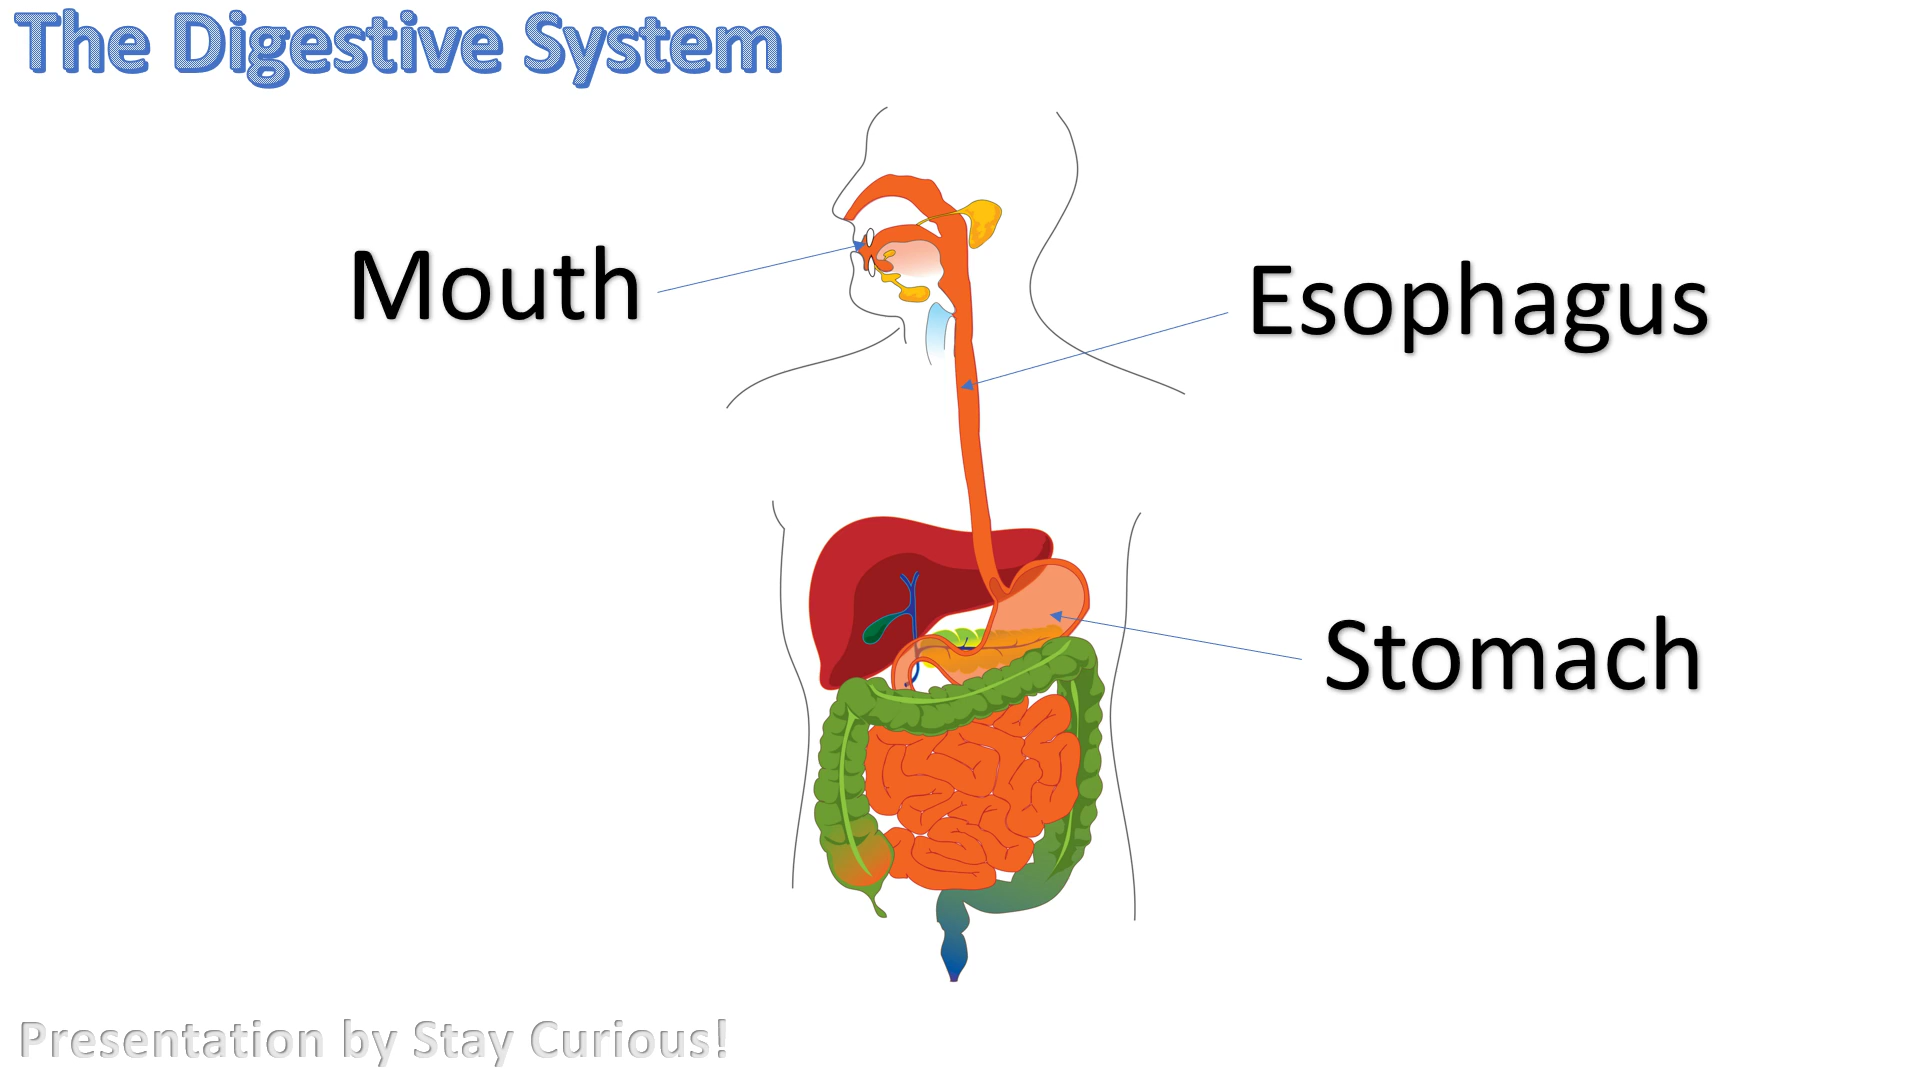 The Digestive System
Mouth
Esophagus
Stomach
Presentation by Stay Curious!